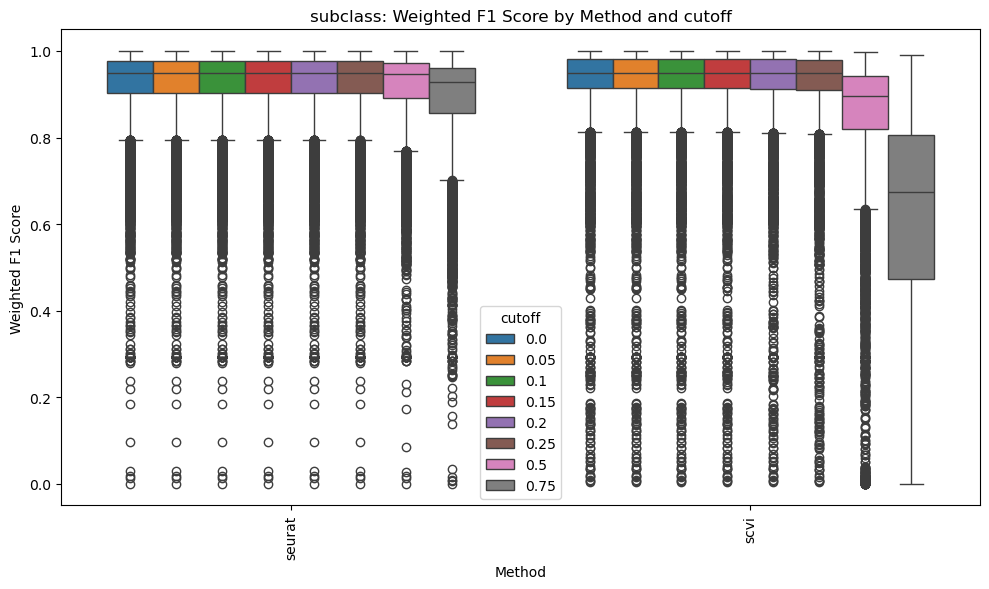 subclass: Weighted F1 Score by Method and cutoff
Weighted F1 Score
1.0
0.8
0.6
0.4
0.2
0.0
cutoff
0.0
0.05
0.1
0.15
0.2
0.25
0.5
0.75
seurat
scvi
Method